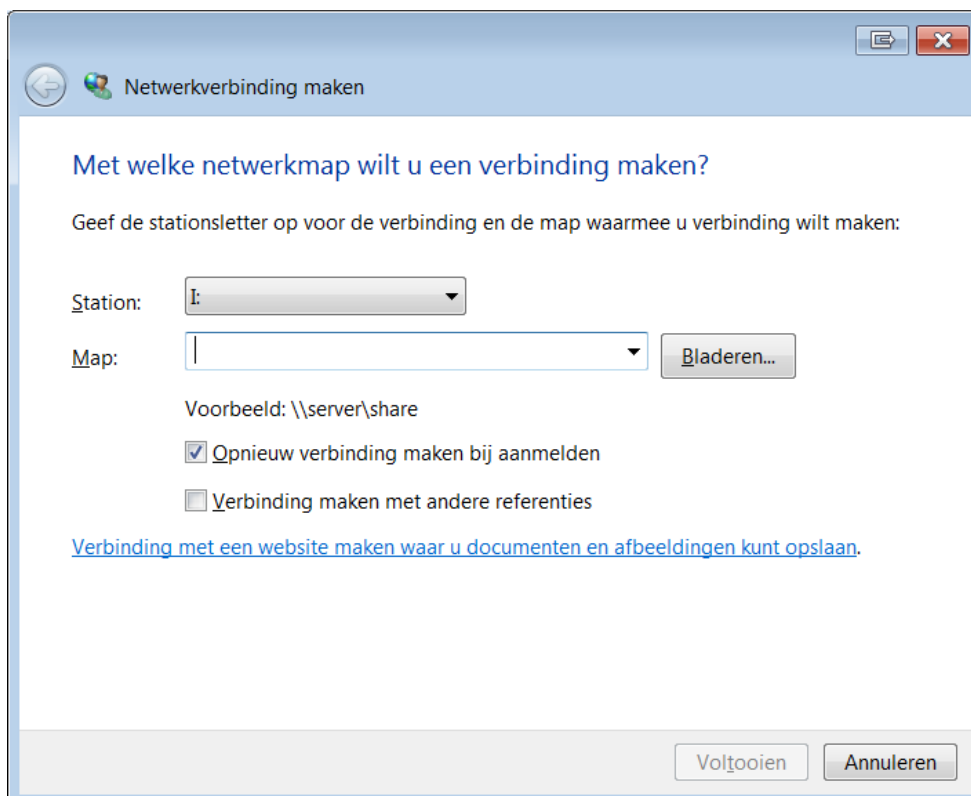 Netwerkverbinding maken
Met welke netwerkmap wilt u een verbinding maken?
Geef de stationsletter op voor de verbinding en de map waarmee u verbinding wilt maken:
Station: I:
Map: Bladeren...
Voorbeeld: \\server\share
Opnieuw verbinding maken bij aanmelden
Verbinding maken met andere referenties
Verbinding met een website maken waar u documenten en afbeeldingen kunt opslaan.
Voltooien Annuleren